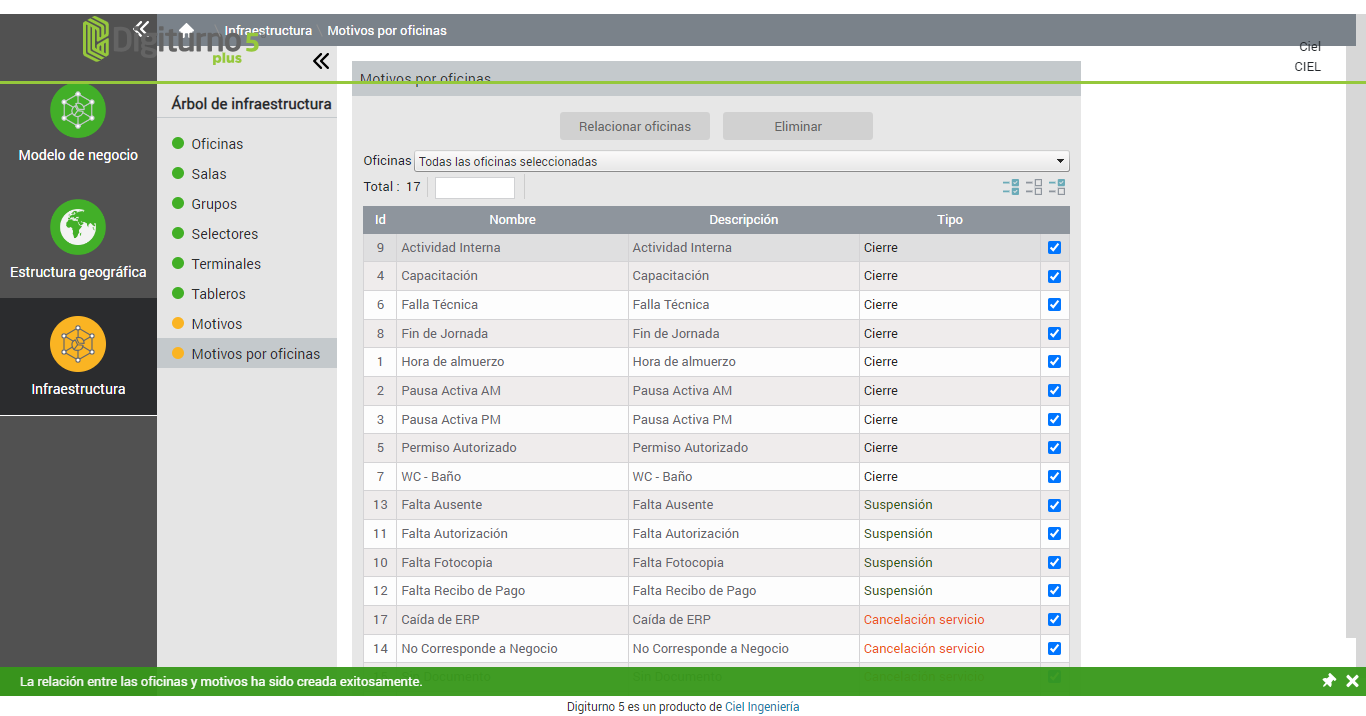 Infraestructura Motivos por oficinas
Digiturno 5
plus
Ciel
CIEL
Modelo de negocio
Estructura geográfica
Infraestructura
Árbol de infraestructura
Oficinas
Salas
Grupos
Selectores
Terminales
Tableros
Motivos
Motivos por oficinas
Motivos por oficinas
Relacionar oficinas Eliminar
Oficinas Todas las oficinas seleccionadas
Total : 17
Id Nombre Descripción Tipo
9 Actividad Interna Actividad Interna Cierre
4 Capacitación Capacitación Cierre
6 Falla Técnica Falla Técnica Cierre
8 Fin de Jornada Fin de Jornada Cierre
1 Hora de almuerzo Hora de almuerzo Cierre
2 Pausa Activa AM Pausa Activa AM Cierre
3 Pausa Activa PM Pausa Activa PM Cierre
5 Permiso Autorizado Permiso Autorizado Cierre
7 WC - Baño WC - Baño Cierre
13 Falta Ausente Falta Ausente Suspensión
11 Falta Autorización Falta Autorización Suspensión
10 Falta Fotocopia Falta Fotocopia Suspensión
12 Falta Recibo de Pago Falta Recibo de Pago Suspensión
17 Caída de ERP Caída de ERP Cancelación servicio
14 No Corresponde a Negocio No Corresponde a Negocio Cancelación servicio
Documento Sin Documento Cancelación servicio
La relación entre las oficinas y motivos ha sido creada exitosamente.
Digiturno 5 es un producto de Ciel Ingeniería